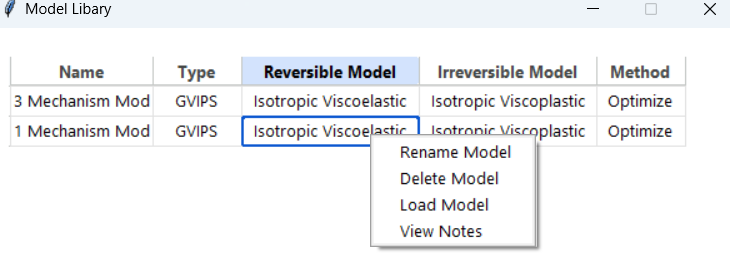 Model Libary
Name Type Reversible Model Irreversible Model Method
3 Mechanism Mod GVIPS Isotropic Viscoelastic Isotropic Viscoplastic Optimize
1 Mechanism Mod GVIPS Isotropic Viscoelastic Isotropic Viscoplastic Optimize
Rename Model
Delete Model
Load Model
View Notes